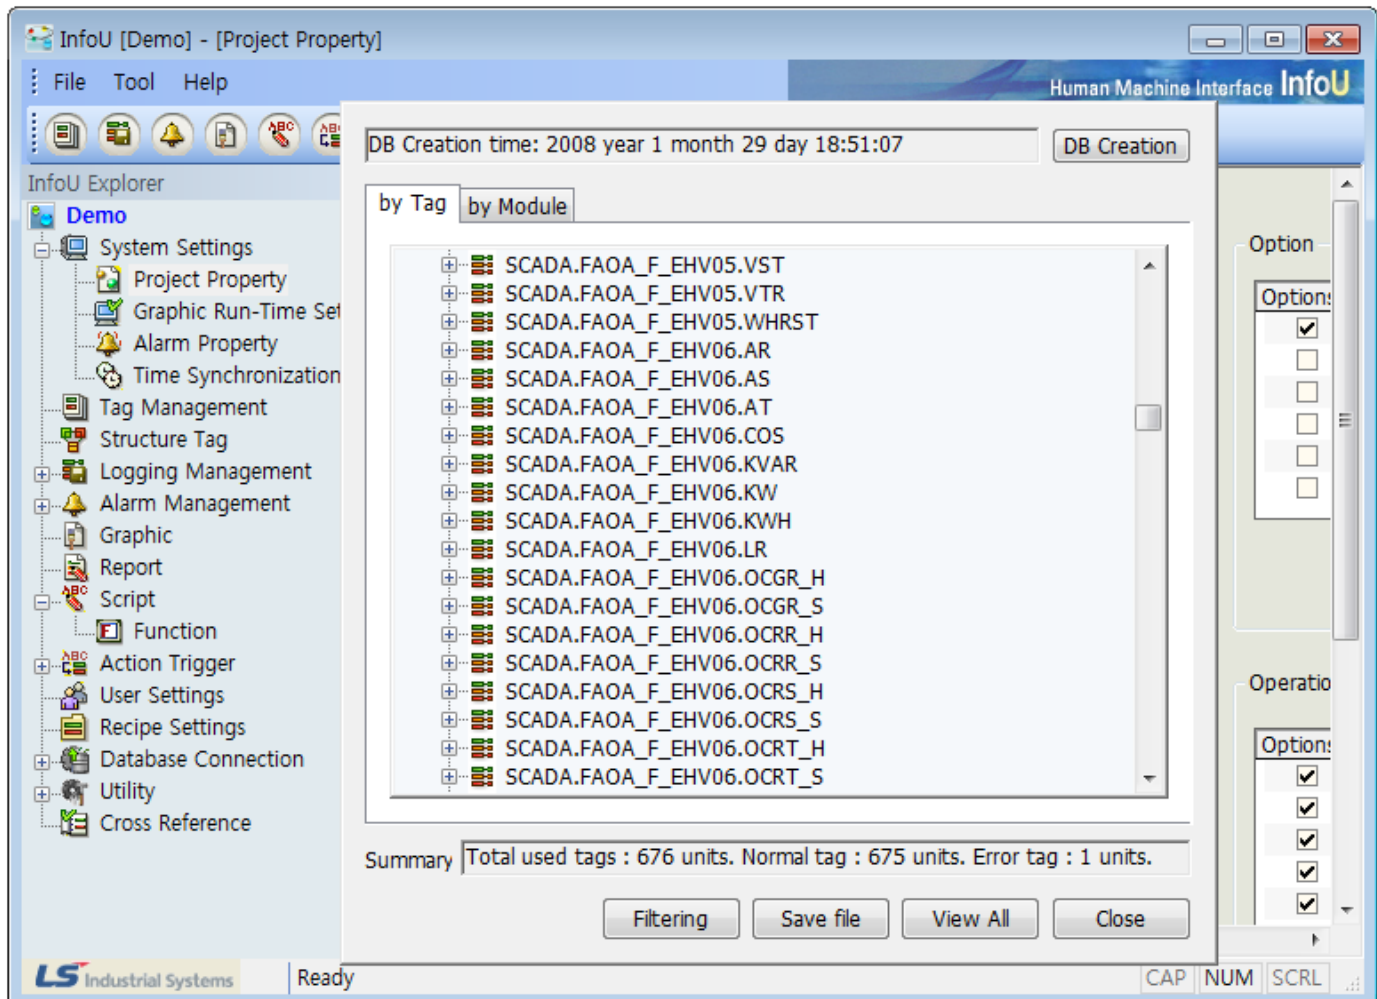 InfoU [Demo] - [Project Property]
File Tool Help
Human Machine Interface InfoU
DB Creation time: 2008 year 1 month 29 day 18:51:07
DB Creation
InfoU Explorer
Demo
System Settings
Project Property
Graphic Run-Time Set
Alarm Property
Time Synchronization
Tag Management
Structure Tag
Logging Management
Alarm Management
Graphic
Report
Script
Function
Action Trigger
User Settings
Recipe Settings
Database Connection
Utility
Cross Reference
by Tag by Module
SCADA.FAOA_F_EHV05.VST
SCADA.FAOA_F_EHV05.VTR
SCADA.FAOA_F_EHV05.WHRST
SCADA.FAOA_F_EHV06.AR
SCADA.FAOA_F_EHV06.AS
SCADA.FAOA_F_EHV06.AT
SCADA.FAOA_F_EHV06.COS
SCADA.FAOA_F_EHV06.KVAR
SCADA.FAOA_F_EHV06.KW
SCADA.FAOA_F_EHV06.KWH
SCADA.FAOA_F_EHV06.LR
SCADA.FAOA_F_EHV06.OCGR_H
SCADA.FAOA_F_EHV06.OCGR_S
SCADA.FAOA_F_EHV06.OCRR_H
SCADA.FAOA_F_EHV06.OCRR_S
SCADA.FAOA_F_EHV06.OCRS_H
SCADA.FAOA_F_EHV06.OCRS_S
SCADA.FAOA_F_EHV06.OCRT_H
SCADA.FAOA_F_EHV06.OCRT_S
Summary Total used tags : 676 units. Normal tag : 675 units. Error tag : 1 units.
Filtering Save file View All Close
Option
Options
Operatio
Options
LS Industrial Systems
Ready
CAP NUM SCRL